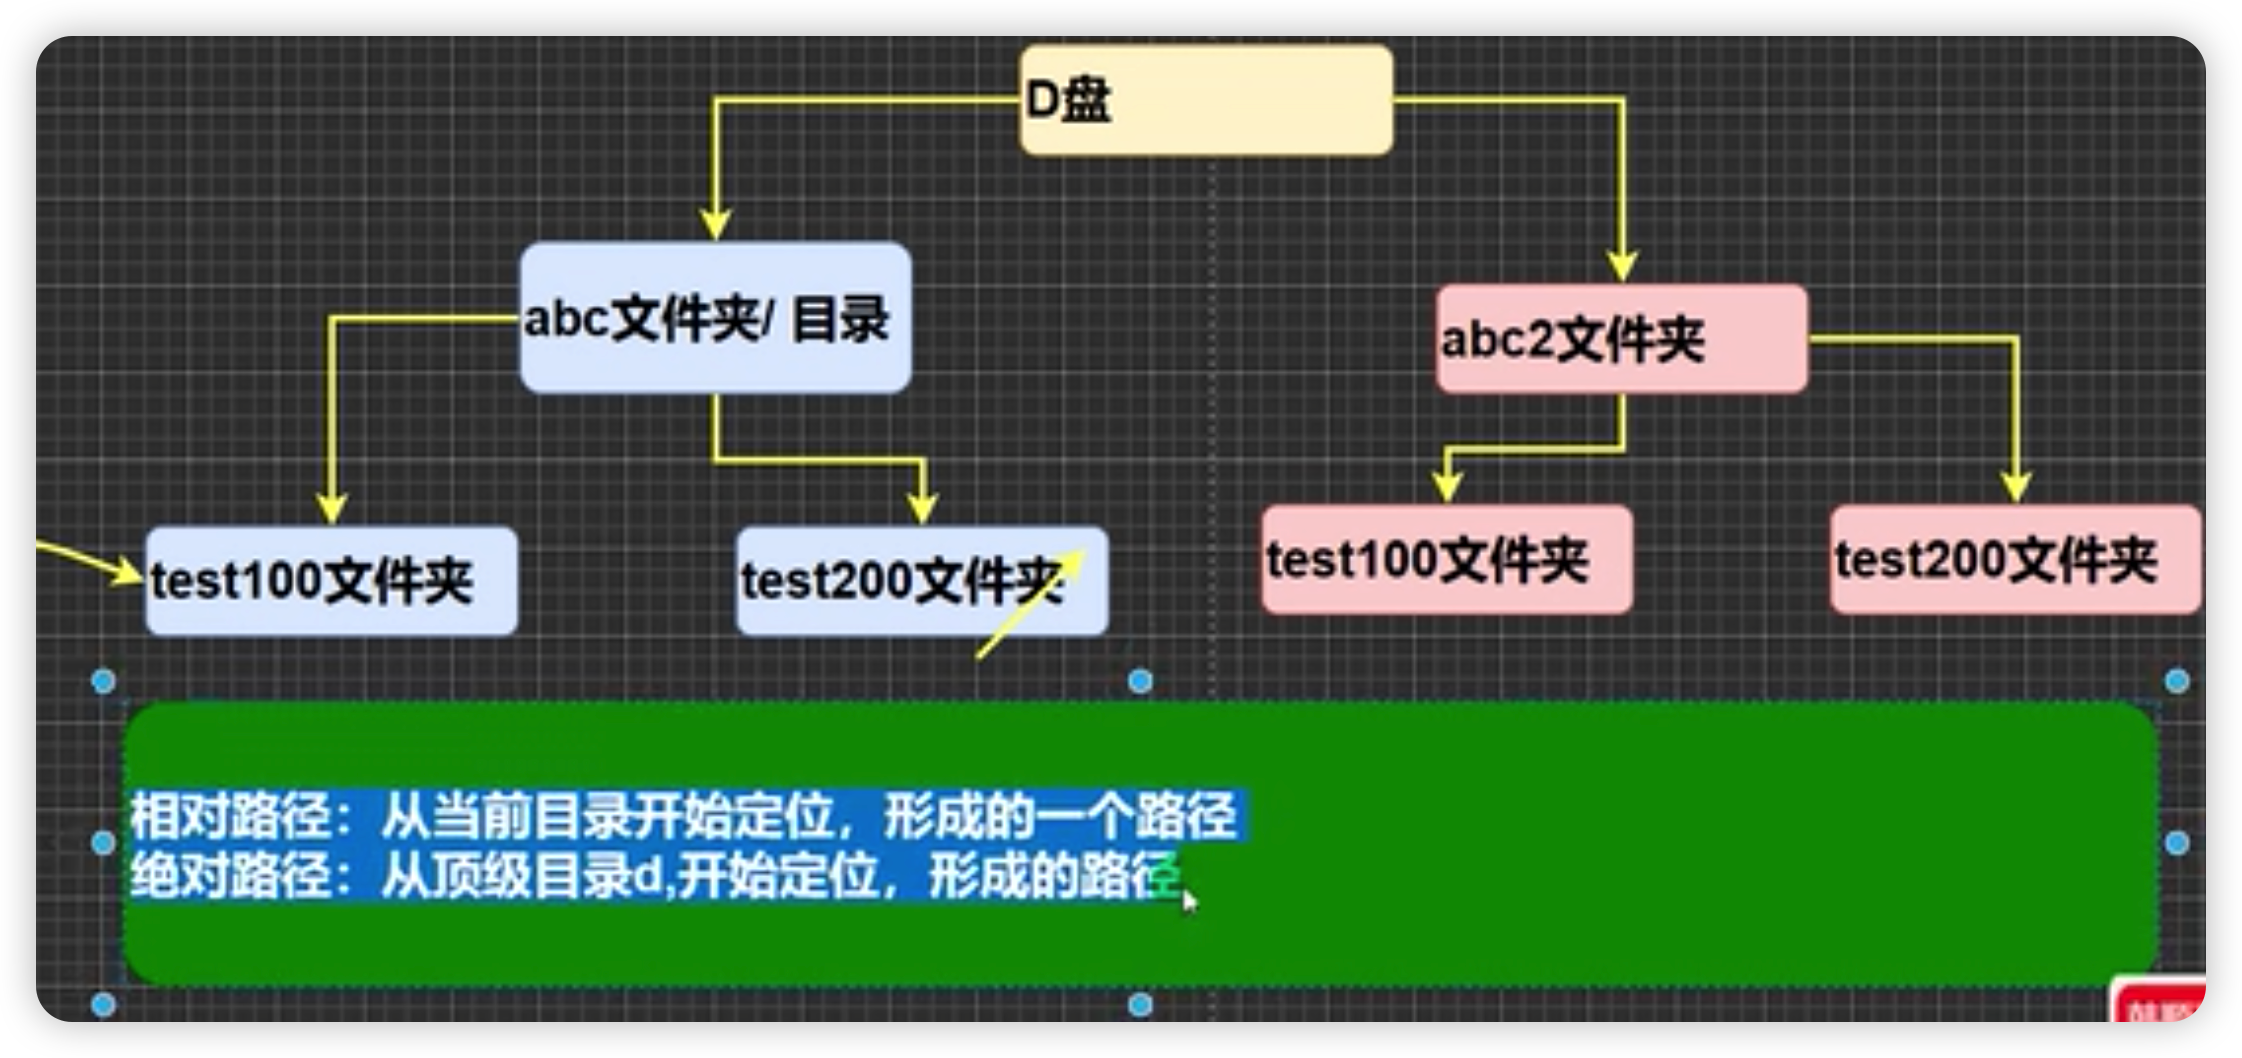 D盘
abc文件夹/ 目录
abc2文件夹
test100文件夹
test200文件夹
test100文件夹
test200文件夹
相对路径：从当前目录开始定位，形成的一个路径
绝对路径：从顶级目录d,开始定位，形成的路径